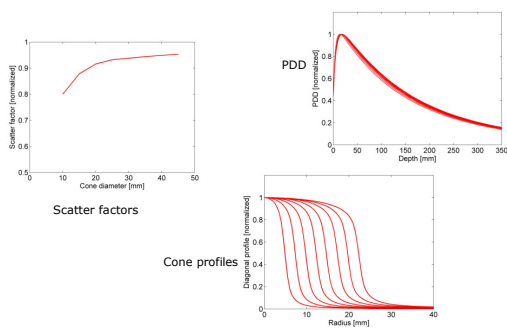 Scatter factor [normalized]
1
0.9
0.8
0.7
0.6
0.5
0 10 20 30 40 50
Cone diameter [mm]
Scatter factors
PDD
PDD [normalized]
1
0.8
0.6
0.4
0.2
0
0 50 100 150 200 250 300 350
Depth [mm]
Cone profiles
Diagonal profile [normalized]
1
0.8
0.6
0.4
0.2
0
0 10 20 30 40
Radius [mm]